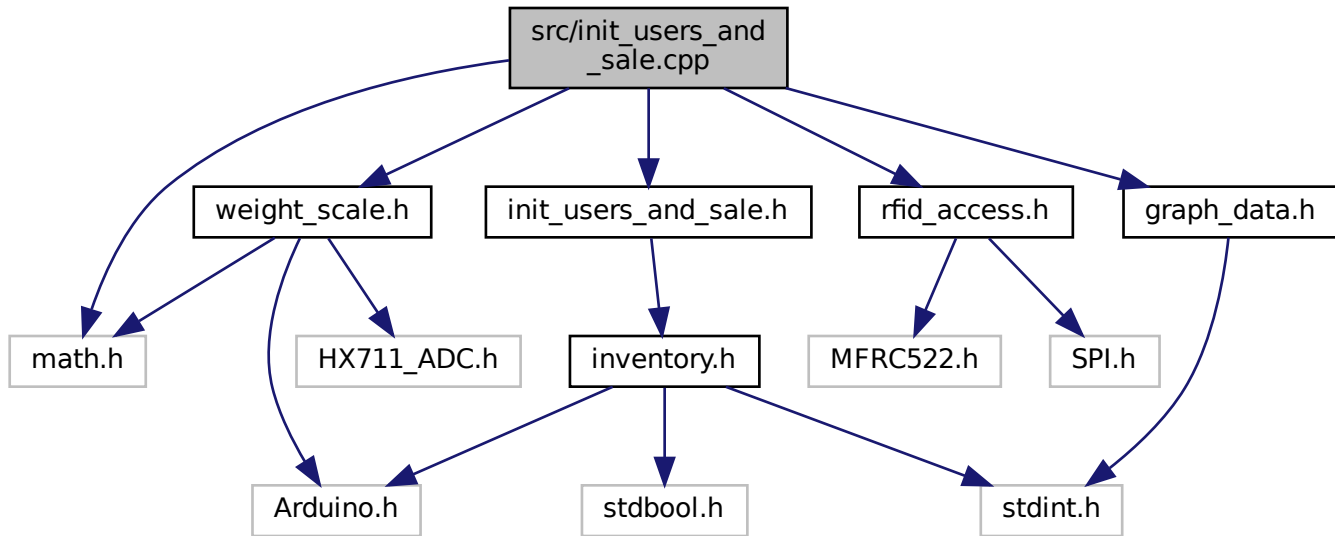 src/init_users_and
_sale.cpp
weight_scale.h
init_users_and_sale.h
rfid_access.h
graph_data.h
math.h
HX711_ADC.h
inventory.h
MFRC522.h
SPI.h
Arduino.h
stdbool.h
stdint.h